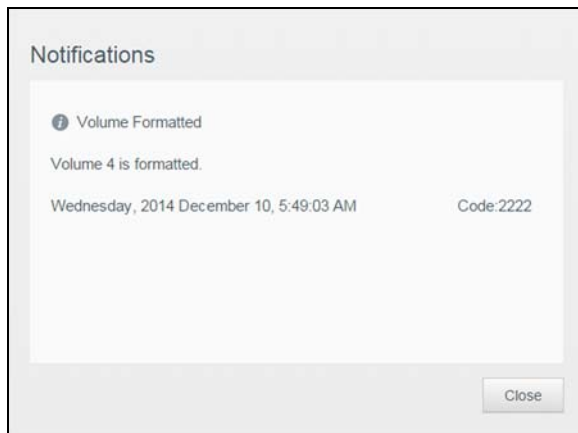 Notifications
Volume Formatted
Volume 4 is formatted.
Wednesday, 2014 December 10, 5:49:03 AM Code:2222
Close